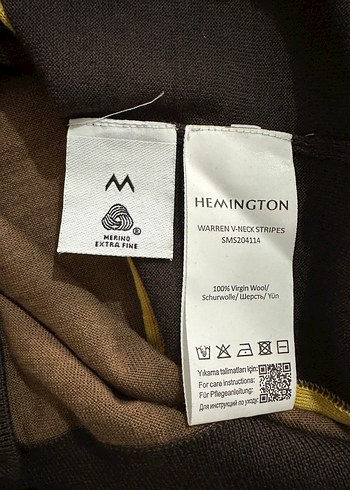 MERINO
EXTRA FINE
®
HEMINGTON
WARREN V-NECK STRIPES
SMS204114
100% Virgin Wool/
Schurwolle/ Шерсть/ Yün
Yıkama talimatları için:
For care instructions:
Für Pflegeanleitung:
Для инструкций по уходу: